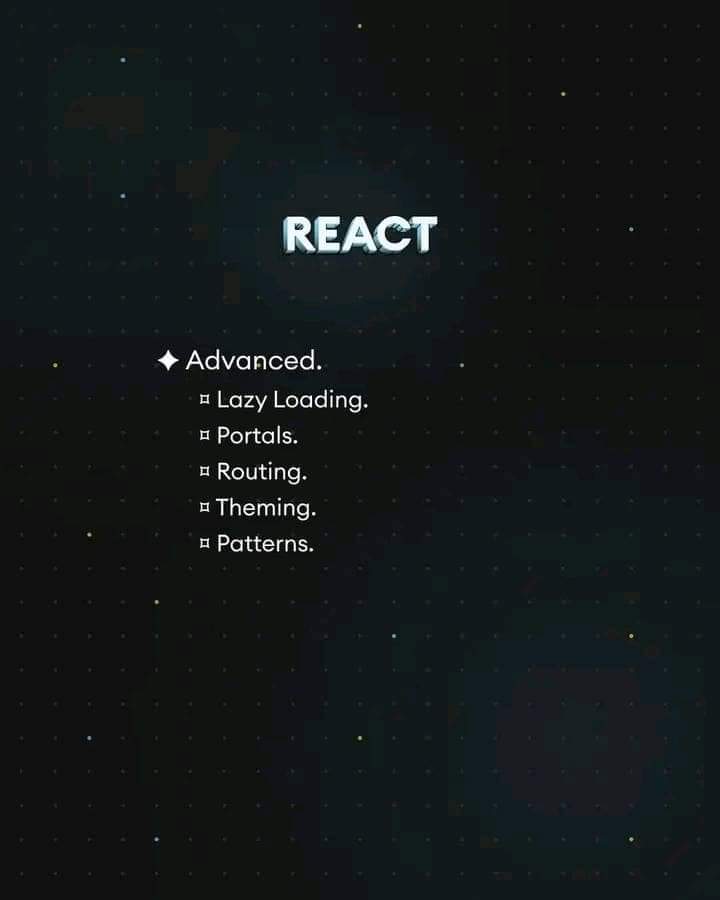 REACT
✦ Advanced.
¤ Lazy Loading.
¤ Portals.
¤ Routing.
¤ Theming.
¤ Patterns.